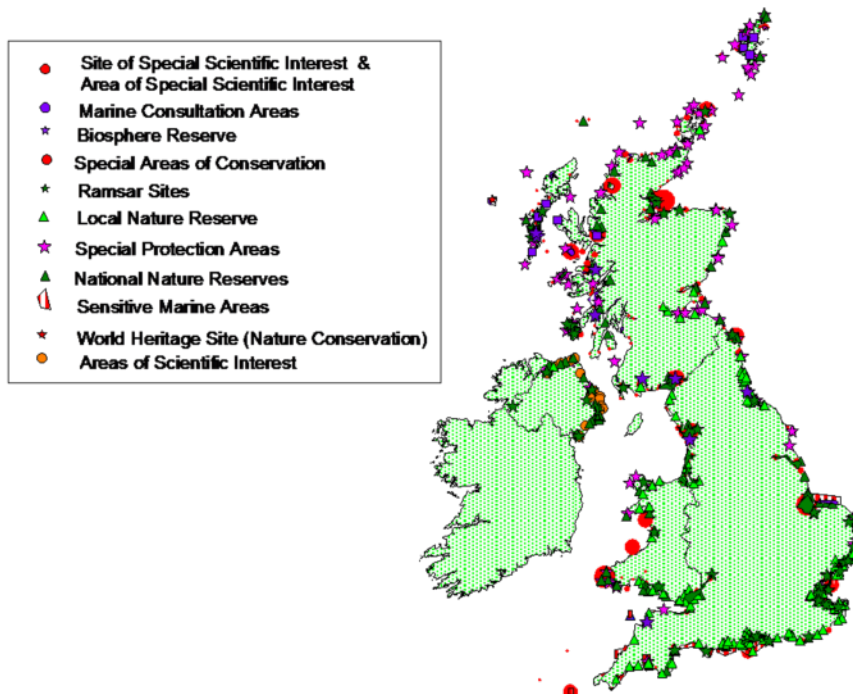 Site of Special Scientific Interest &
Area of Special Scientific Interest
Marine Consultation Areas
Biosphere Reserve
Special Areas of Conservation
Ramsar Sites
Local Nature Reserve
Special Protection Areas
National Nature Reserves
Sensitive Marine Areas
World Heritage Site (Nature Conservation)
Areas of Scientific Interest